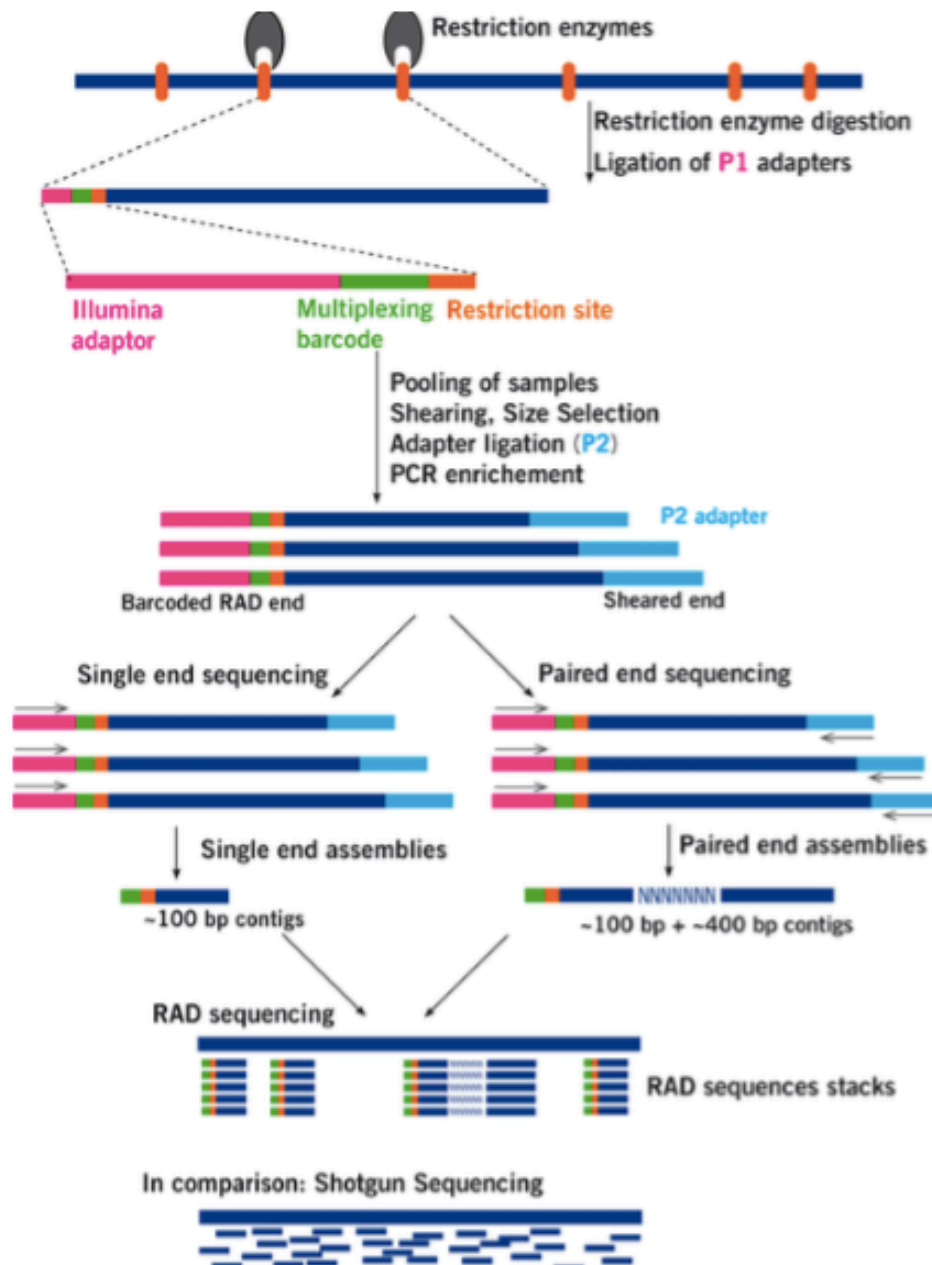 Restriction enzymes
Restriction enzyme digestion
Ligation of P1 adapters
Illumina
adaptor
Multiplexing
barcode
Restriction site
Pooling of samples
Shearing, Size Selection
Adapter ligation (P2)
PCR enrichement
P2 adapter
Barcoded RAD end
Sheared end
Single end sequencing
Paired end sequencing
Single end assemblies
Paired end assemblies
NNNNNNN
~100 bp contigs
~100 bp + ~400 bp contigs
RAD sequencing
RAD sequences stacks
In comparison: Shotgun Sequencing